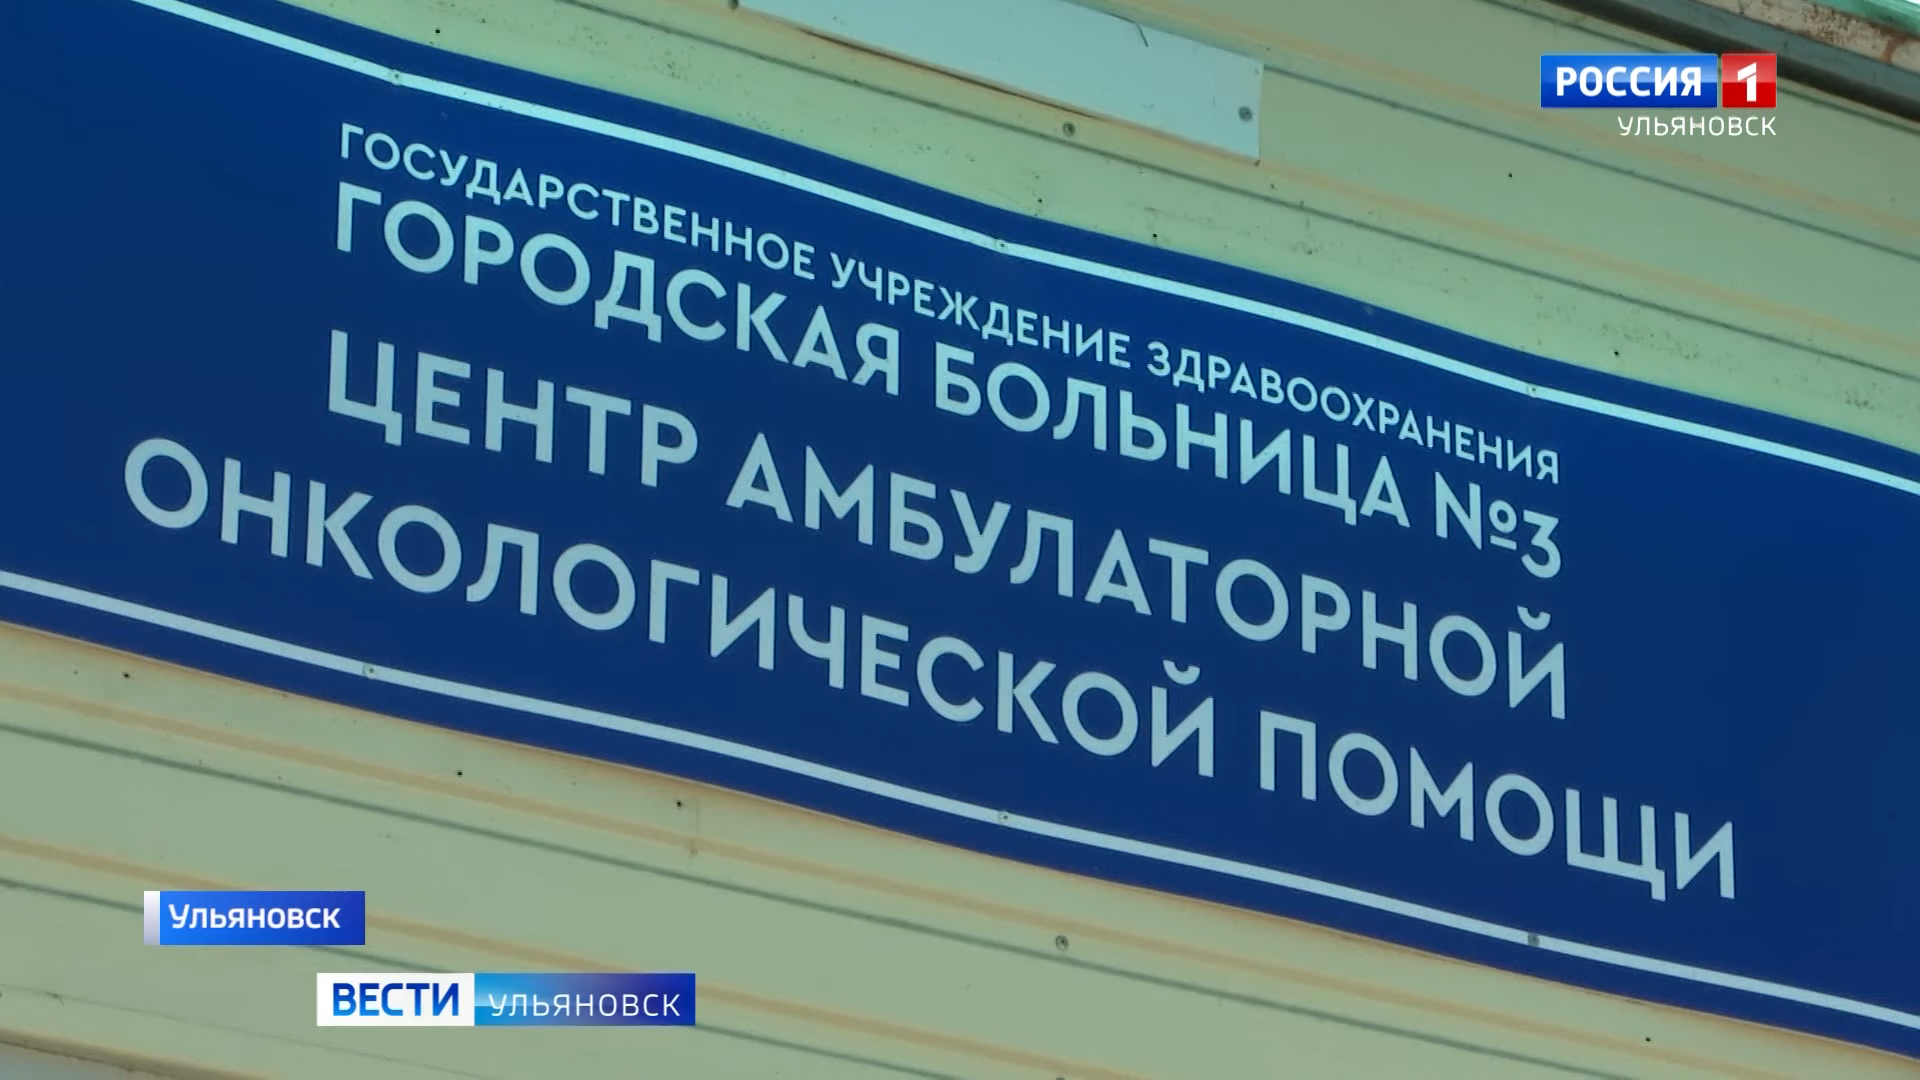 РОССИЯ 1
УЛЬЯНОВСК
ГОСУДАРСТВЕННОЕ УЧРЕЖДЕНИЕ ЗДРАВООХРАНЕНИЯ
ГОРОДСКАЯ БОЛЬНИЦА №3
ЦЕНТР АМБУЛАТОРНОЙ
ОНКОЛОГИЧЕСКОЙ ПОМОЩИ
Ульяновск
ВЕСТИ УЛЬЯНОВСК